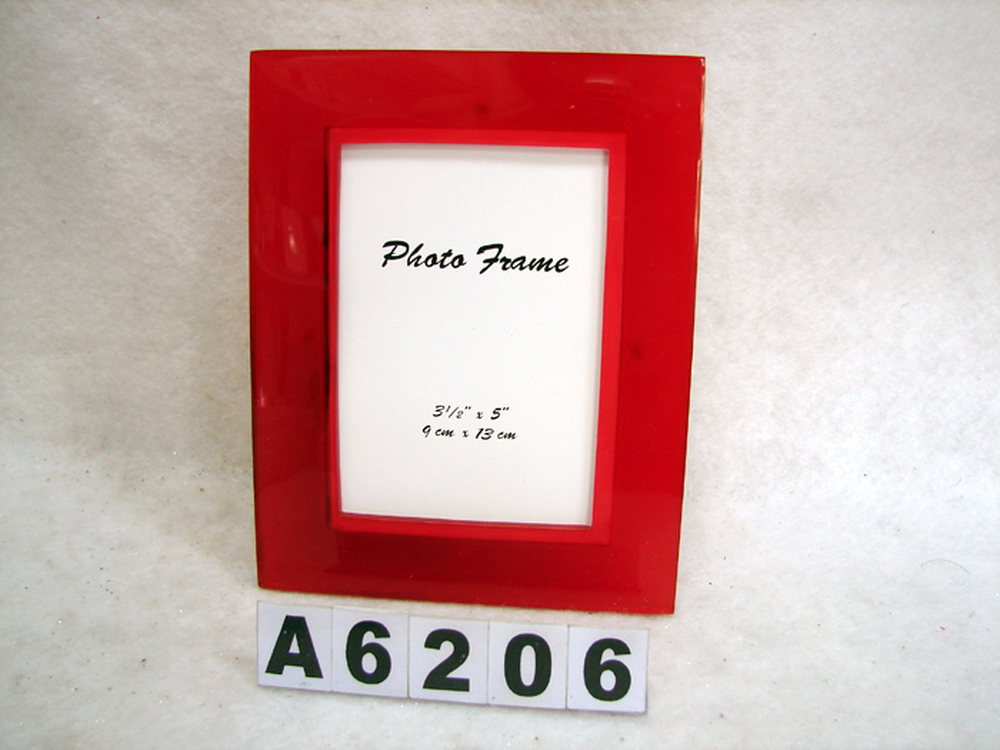 Photo Frame
3½" x 5"
9 cm x 13 cm
A6206